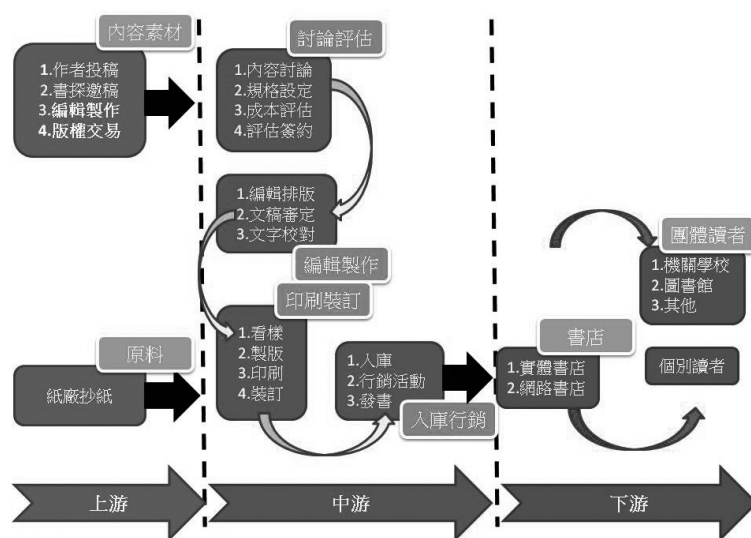 內容素材
1.作者投稿
2.書探邀稿
3.編輯製作
4.版權交易
討論評估
1.內容討論
2.規格設定
3.成本評估
4.評估簽約
1.編輯排版
2.文稿審定
3.文字校對
編輯製作
印刷裝訂
1.看樣
2.製版
3.印刷
4.裝訂
原料
紙廠抄紙
1.入庫
2.行銷活動
3.發書
入庫行銷
書店
1.實體書店
2.網路書店
團體讀者
1.機關學校
2.圖書館
3.其他
個別讀者
上游
中游
下游